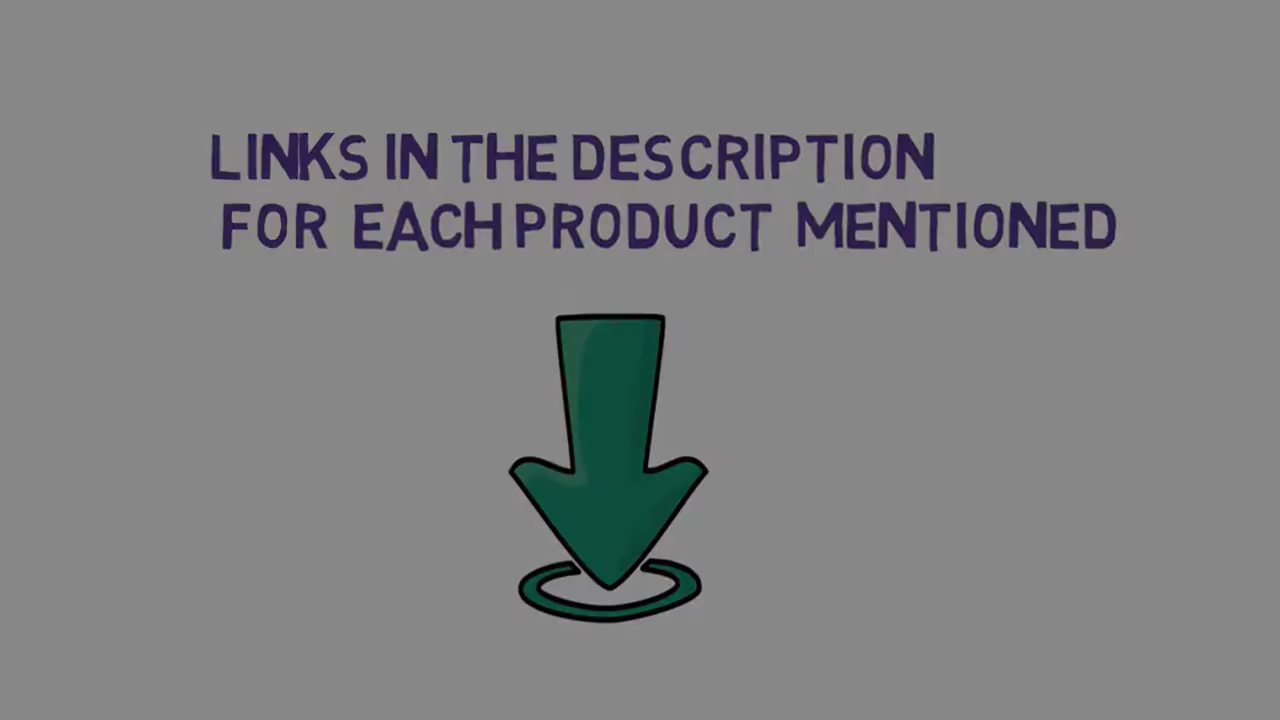 LINKS IN THE DESCRIPTION
FOR EACH PRODUCT MENTIONED